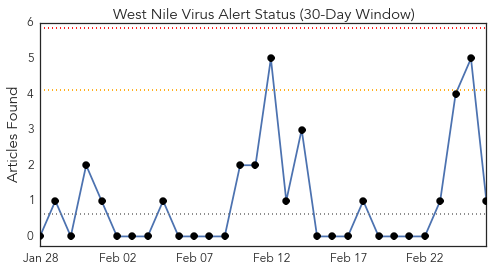 West Nile Virus Alert Status (30-Day Window)
Articles Found
6
5
4
3
2
1
0
Jan 28 Feb 02 Feb 07 Feb 12 Feb 17 Feb 22